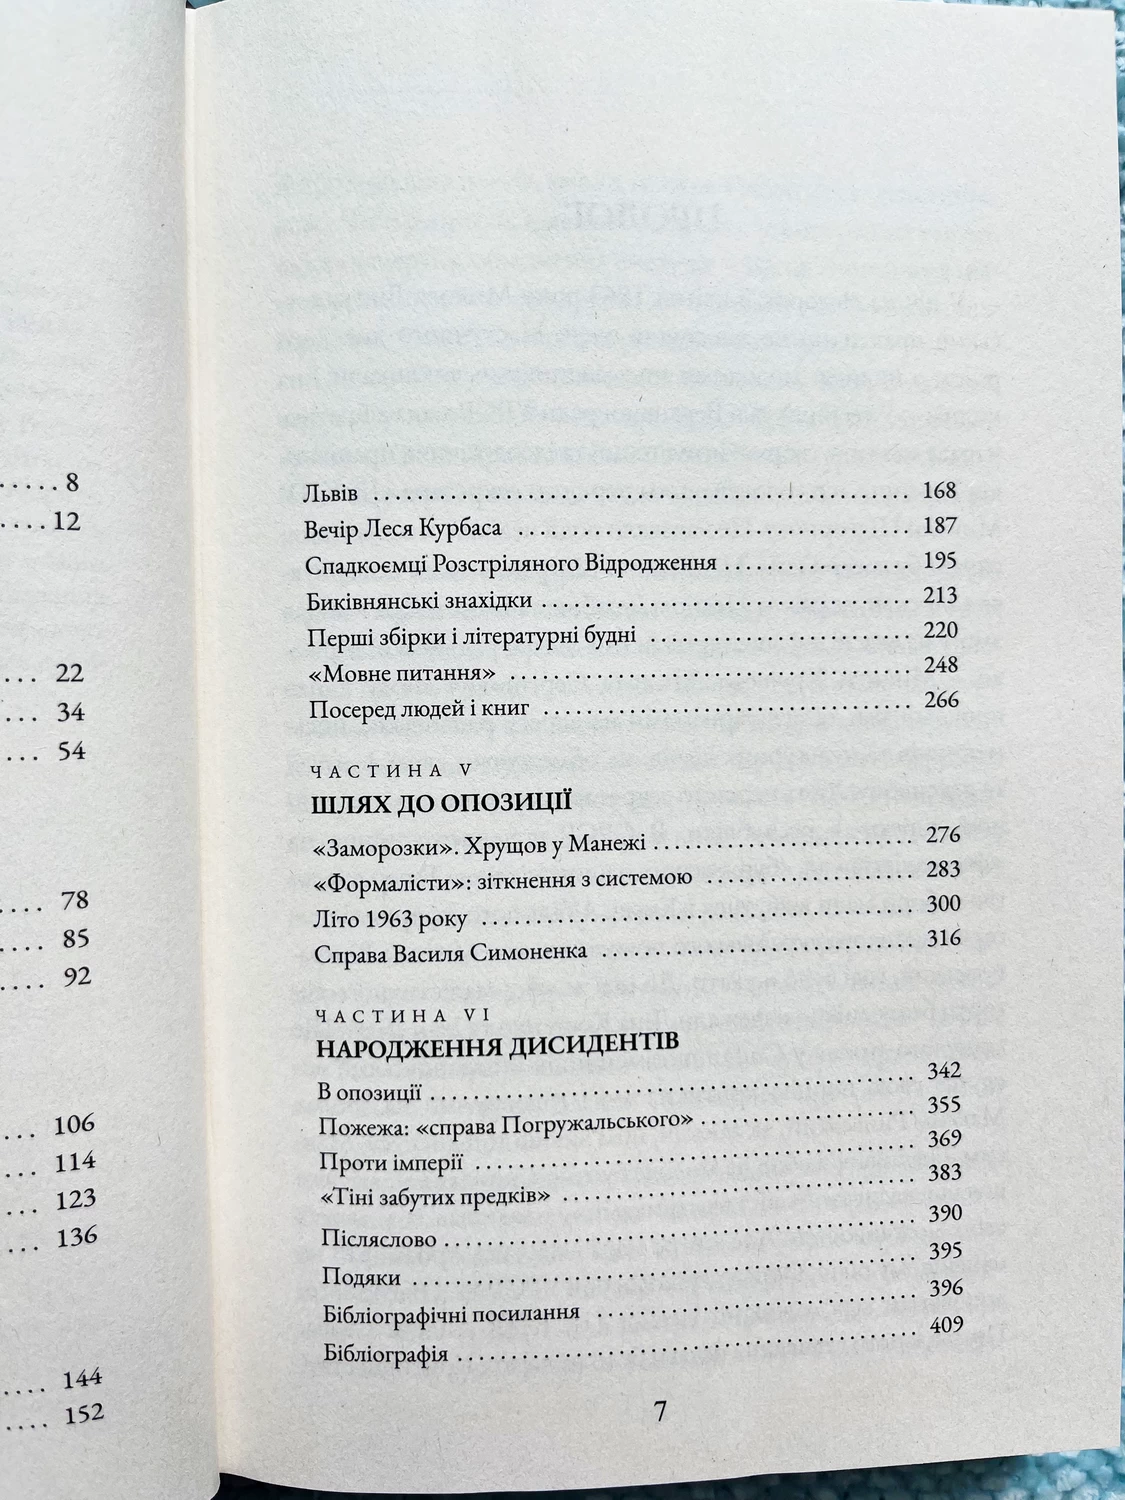 .....8
....12
... 22
... 34
... 54
.... 78
.... 85
.... 92
... 106
... 114
... 123
... 136
.... 144
.... 152
Львів ........................................ 168
Вечір Леся Курбаса ............................. 187
Спадкоємці Розстріляного Відродження .............. 195
Биківнянські знахідки ............................ 213
Перші збірки і літературні будні .................... 220
«Мовне питання» .............................. 248
Посеред людей і книг ............................ 266
ЧАСТИНА V
ШЛЯХ ДО ОПОЗИЦІЇ
«Заморозки». Хрущов у Манежі .................... 276
«Формалісти»: зіткнення з системою ................ 283
Літо 1963 року ................................. 300
Справа Василя Симоненка ........................ 316
ЧАСТИНА VI
НАРОДЖЕННЯ ДИСИДЕНТІВ
В опозиції ..................................... 342
Пожежа: «справа Погружальського» ................ 355
Проти імперії ................................. 369
«Тіні забутих предків» ........................... 383
Післяслово .................................... 390
Подяки ...................................... 395
Бібліографічні посилання ........................ 396
Бібліографія ................................... 409
7